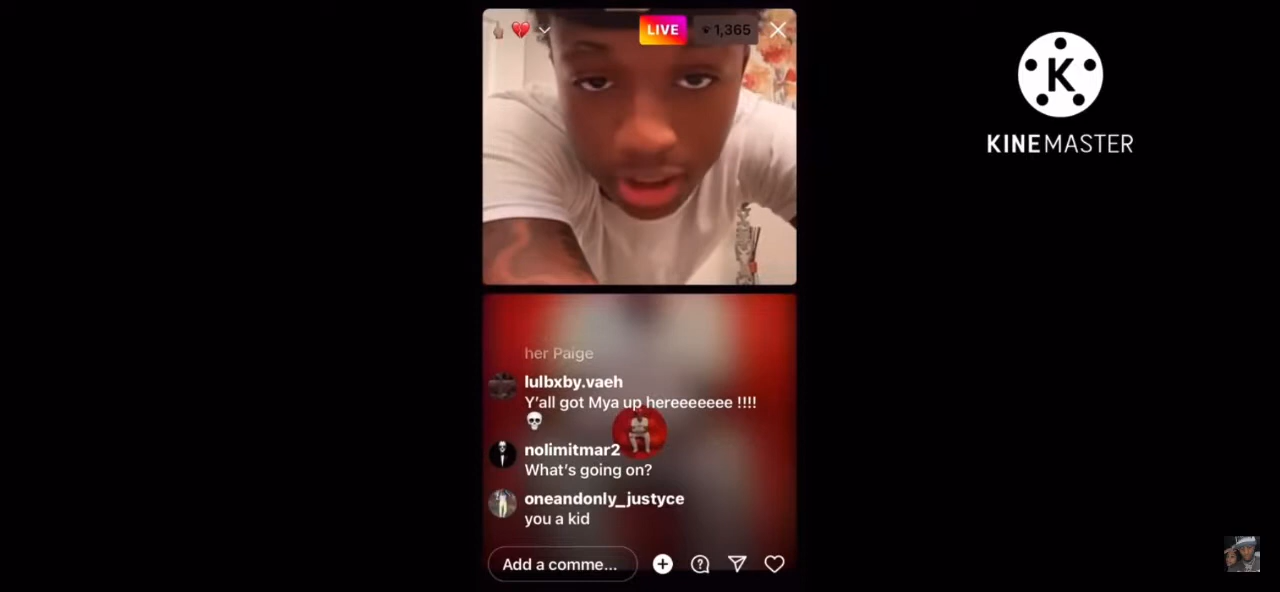 LIVE
1,365
K
KINEMASTER
her Paige
lulbxby.vaeh
Y'all got Mya up hereeeeeee !!!!
💀
nolimitmar2
What's going on?
oneandonly_justyce
you a kid
Add a comme...